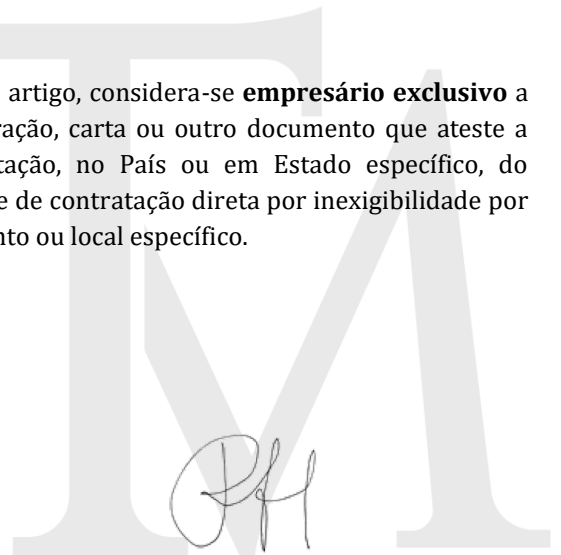 artigo, considera-se empresário exclusivo a
ração, carta ou outro documento que ateste a
tação, no País ou em Estado específico, do
e de contratação direta por inexigibilidade por
nto ou local específico.
TM